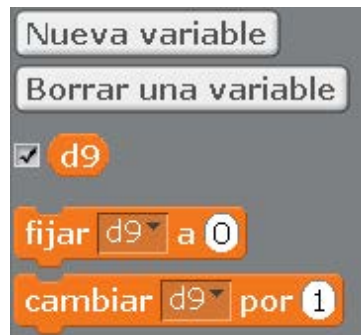 Nueva variable
Borrar una variable
d9
fijar d9 a 0
cambiar d9 por 1